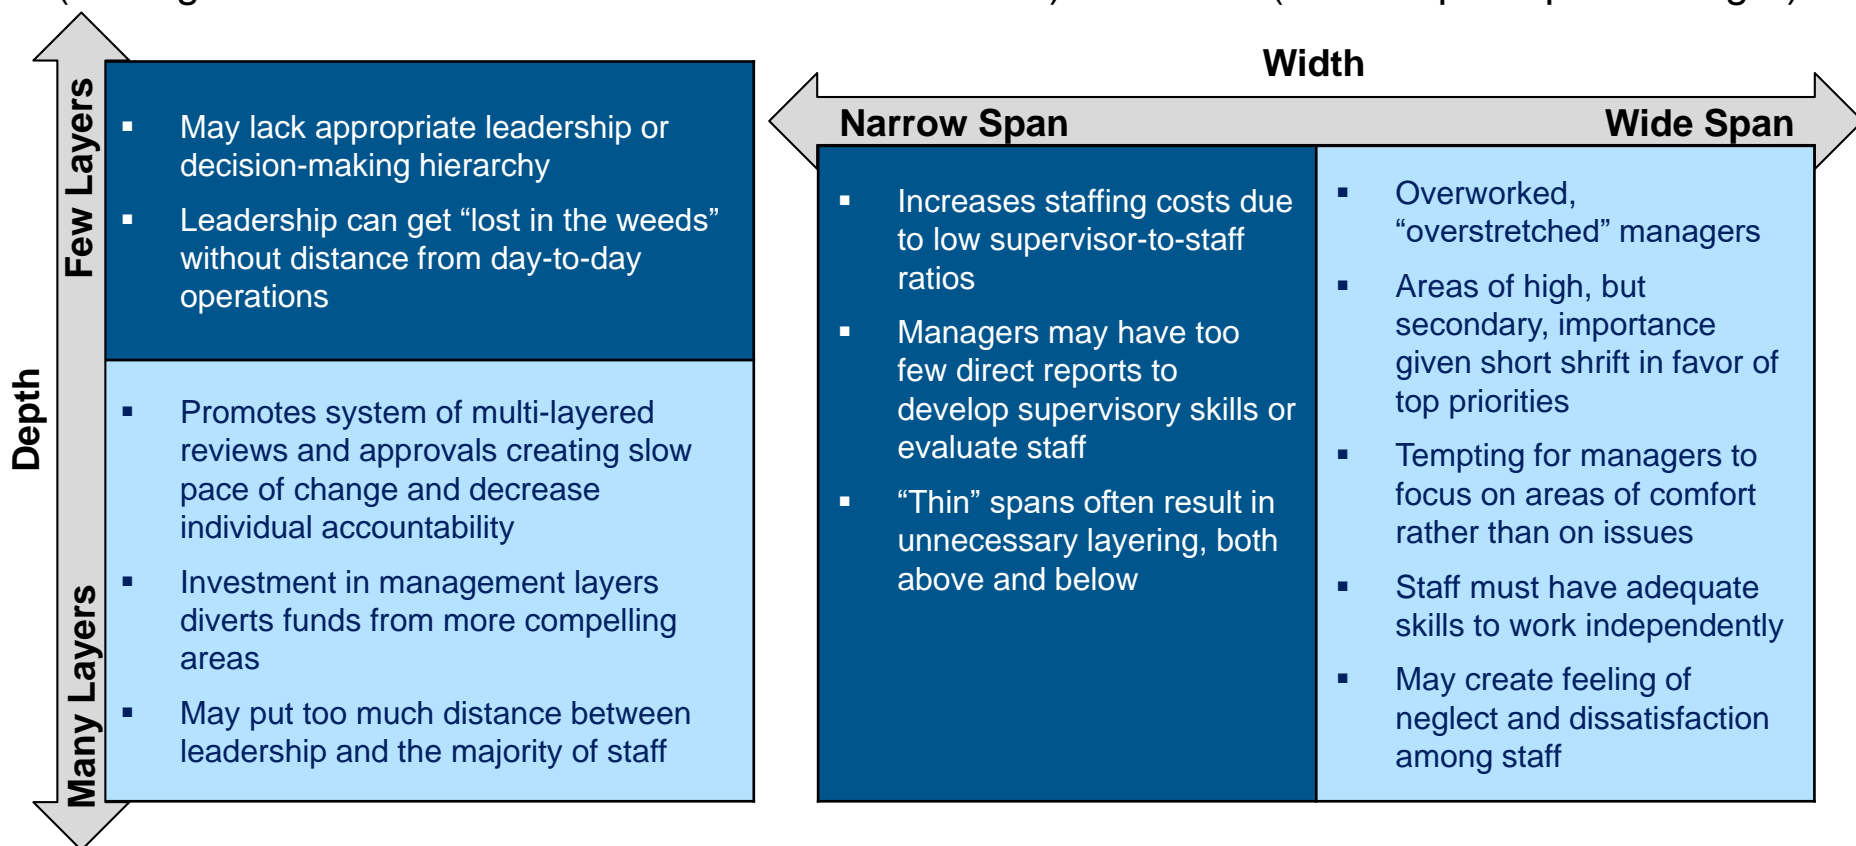 Depth
Few Layers
Many Layers
▪ May lack appropriate leadership or
decision-making hierarchy
▪ Leadership can get “lost in the weeds”
without distance from day-to-day
operations
▪ Promotes system of multi-layered
reviews and approvals creating slow
pace of change and decrease
individual accountability
▪ Investment in management layers
diverts funds from more compelling
areas
▪ May put too much distance between
leadership and the majority of staff
Width
Narrow Span
Wide Span
▪ Increases staffing costs due
to low supervisor-to-staff
ratios
▪ Managers may have too
few direct reports to
develop supervisory skills or
evaluate staff
▪ “Thin” spans often result in
unnecessary layering, both
above and below
▪ Overworked,
“overstretched” managers
▪ Areas of high, but
secondary, importance
given short shrift in favor of
top priorities
▪ Tempting for managers to
focus on areas of comfort
rather than on issues
▪ Staff must have adequate
skills to work independently
▪ May create feeling of
neglect and dissatisfaction
among staff